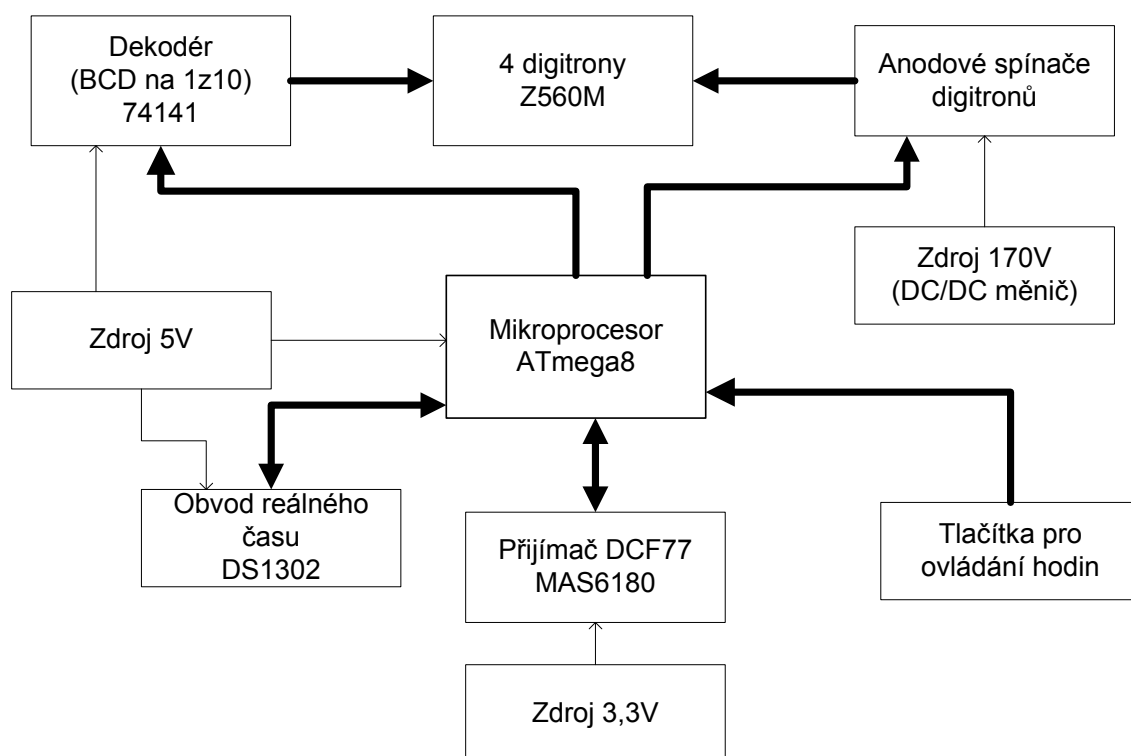 Dekodér
(BCD na 1z10)
74141
4 digitrony
Z560M
Anodové spínače
digitronů
Zdroj 170V
(DC/DC měnič)
Zdroj 5V
Mikroprocesor
ATmega8
Obvod reálného
času
DS1302
Přijímač DCF77
MAS6180
Tlačítka pro
ovládání hodin
Zdroj 3,3V